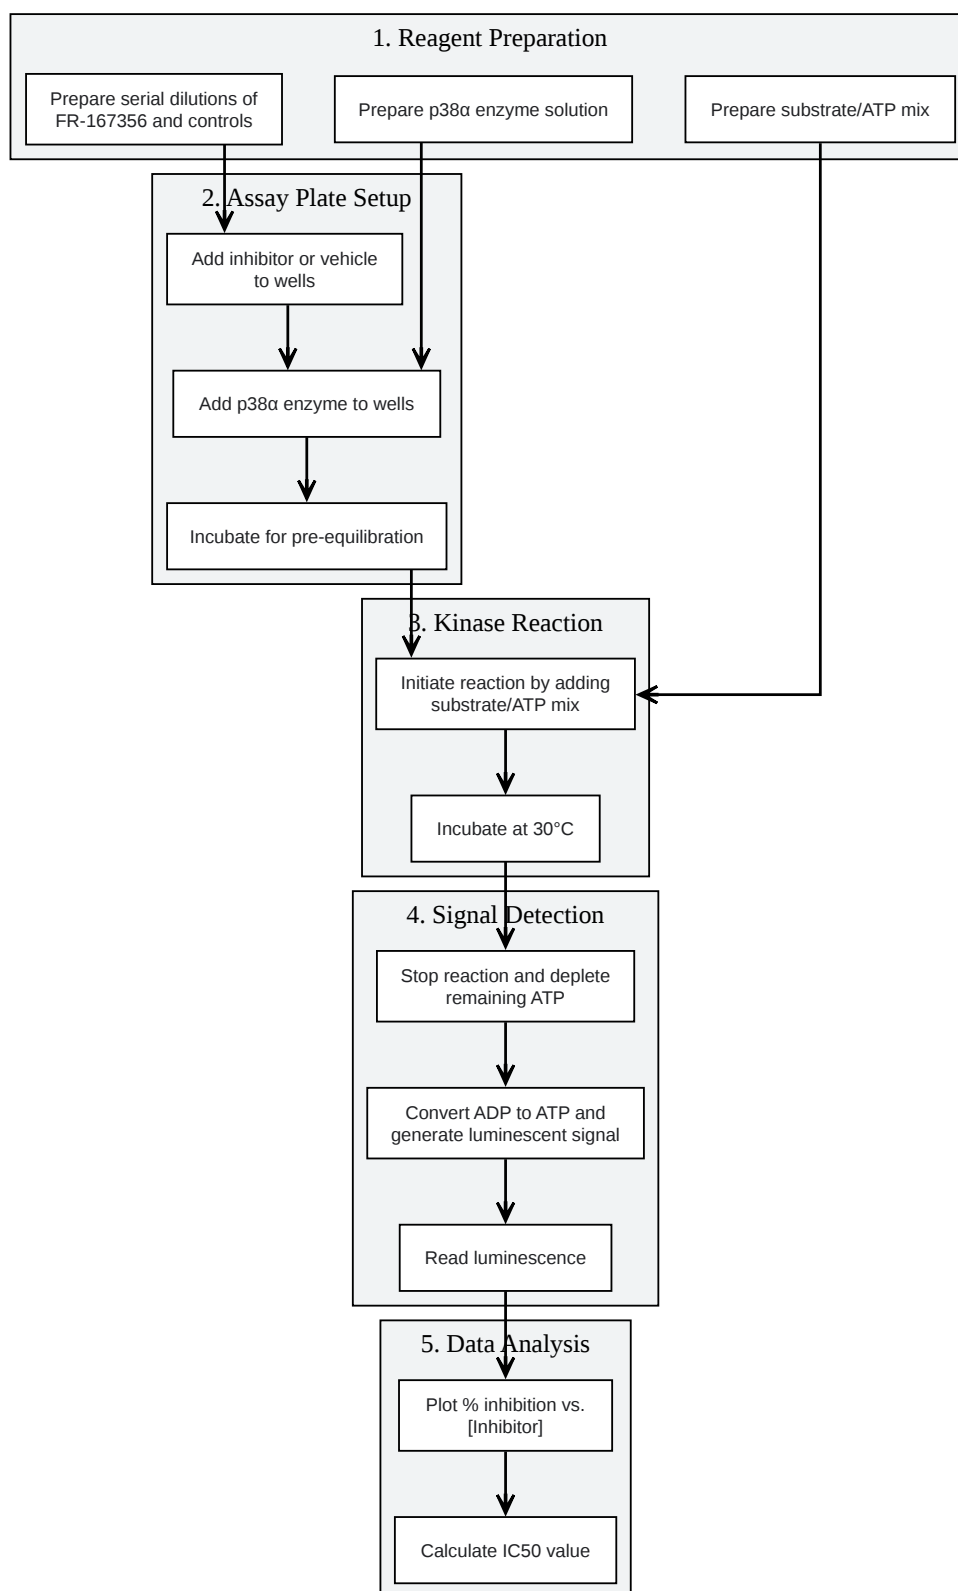 1. Reagent Preparation
Prepare serial dilutions of
FR-167356 and controls
Prepare p38α enzyme solution
Prepare substrate/ATP mix
2. Assay Plate Setup
Add inhibitor or vehicle
to wells
Add p38α enzyme to wells
Incubate for pre-equilibration
3. Kinase Reaction
Initiate reaction by adding
substrate/ATP mix
Incubate at 30°C
4. Signal Detection
Stop reaction and deplete
remaining ATP
Convert ADP to ATP and
generate luminescent signal
Read luminescence
5. Data Analysis
Plot % inhibition vs.
[Inhibitor]
Calculate IC50 value